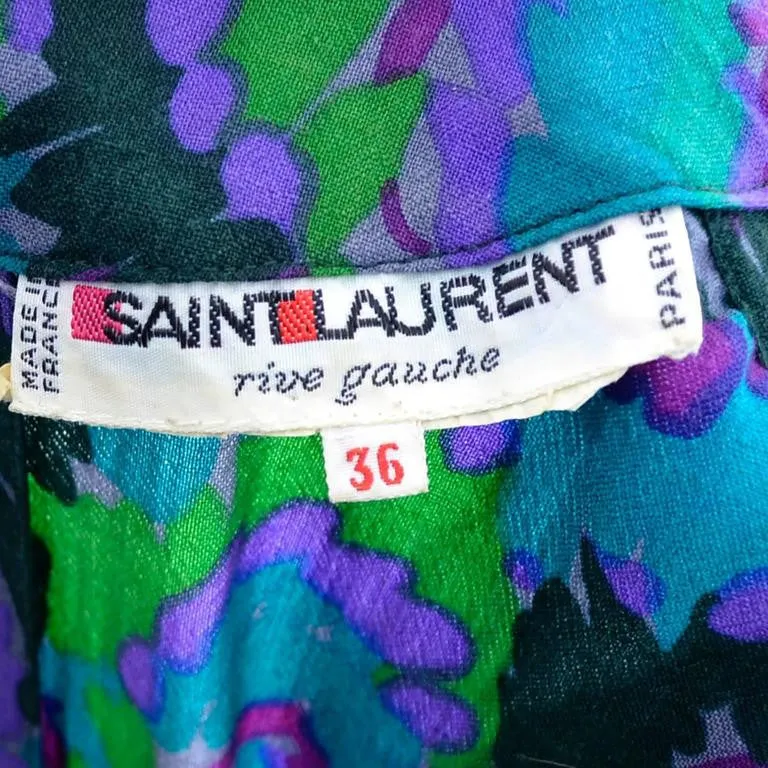 MADE IN
FRANCE
SAINT LAURENT
rive gauche
PARIS
36